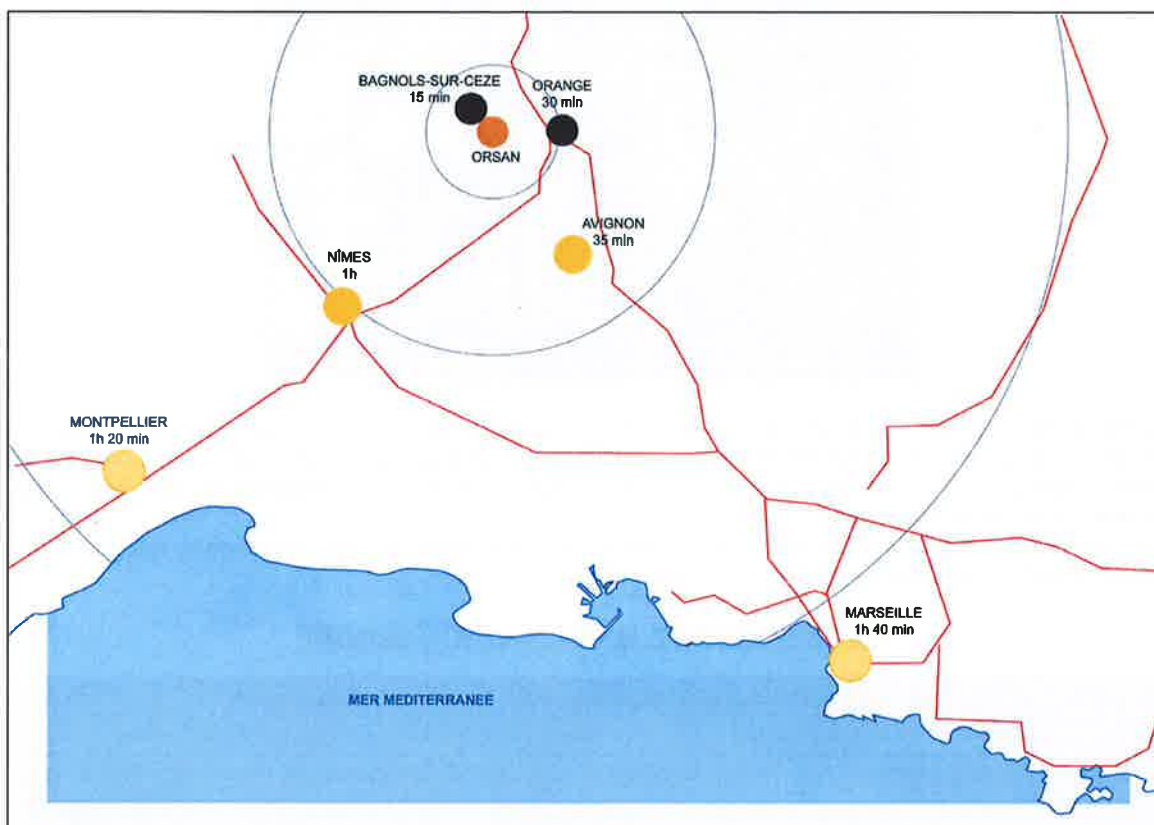 BAGNOLS-SUR-CEZE
15 min
ORANGE
30 min
ORSAN
AVIGNON
35 min
NÎMES
1h
MONTPELLIER
1h 20 min
MARSEILLE
1h 40 min
MER MEDITERRANEE